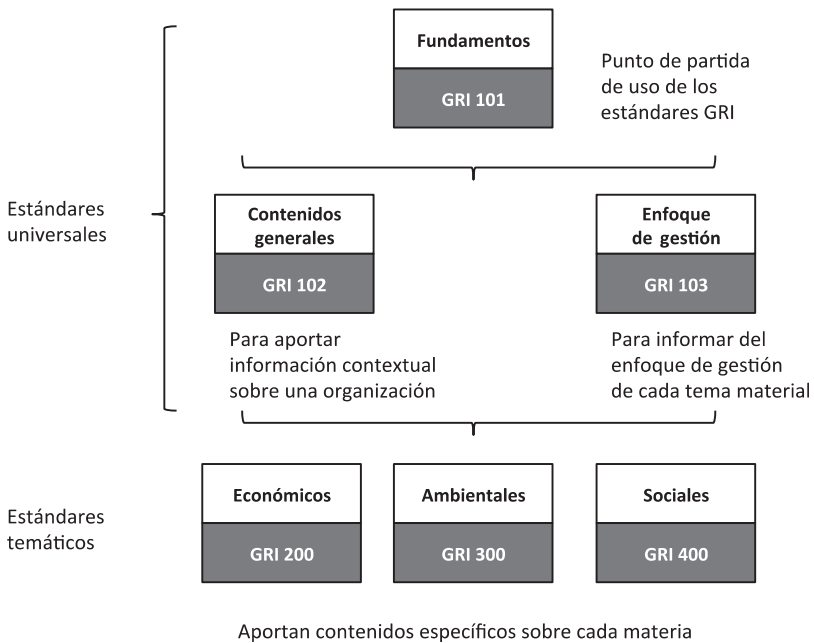 Fundamentos
GRI 101
Punto de partida
de uso de los
estándares GRI
Estándares
universales
Contenidos
generales
GRI 102
Enfoque
de gestión
GRI 103
Para aportar
información contextual
sobre una organización
Para informar del
enfoque de gestión
de cada tema material
Estándares
temáticos
Económicos
GRI 200
Ambientales
GRI 300
Sociales
GRI 400
Aportan contenidos específicos sobre cada materia